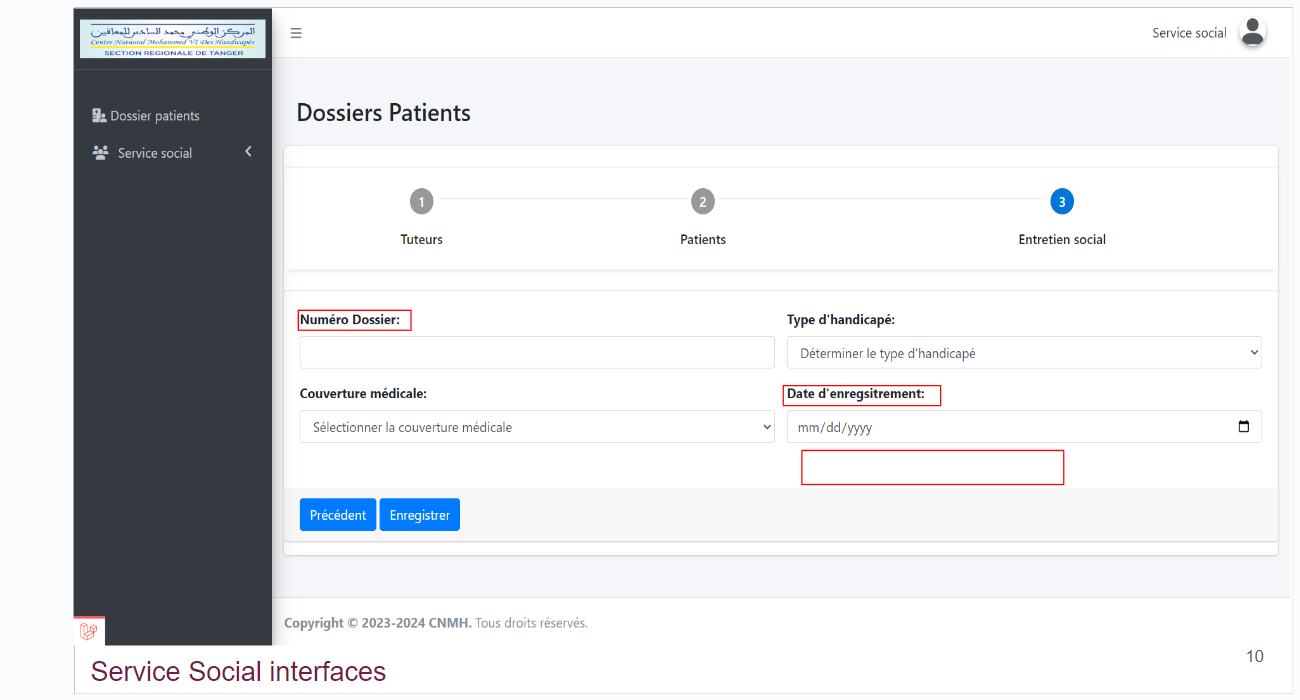 المركز الوطني محمد السادس للمعاقين
Centre National Mohammed VI Des Handicapés
SECTION REGIONALE DE TANGER
Service social
Dossier patients
Service social
Dossiers Patients
1
2
3
Tuteurs
Patients
Entretien social
Numéro Dossier:
Type d'handicapé:
Déterminer le type d'handicapé
Couverture médicale:
Date d'enregsitrement:
Sélectionner la couverture médicale
mm/dd/yyyy
Précédent
Enregistrer
Copyright © 2023-2024 CNMH. Tous droits réservés.
Service Social interfaces
10